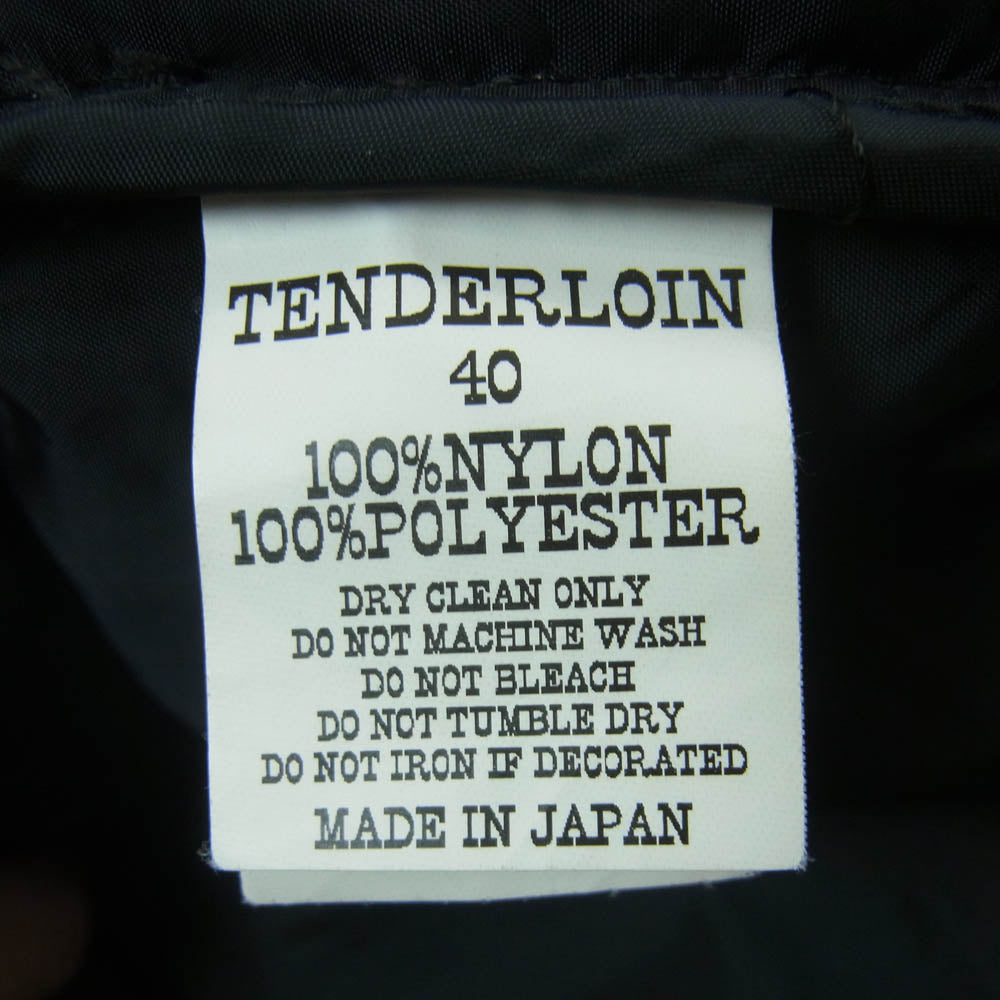 TENDERLOIN
40
100%NYLON
100%POLYESTER
DRY CLEAN ONLY
DO NOT MACHINE WASH
DO NOT BLEACH
DO NOT TUMBLE DRY
DO NOT IRON IF DECORATED
MADE IN JAPAN